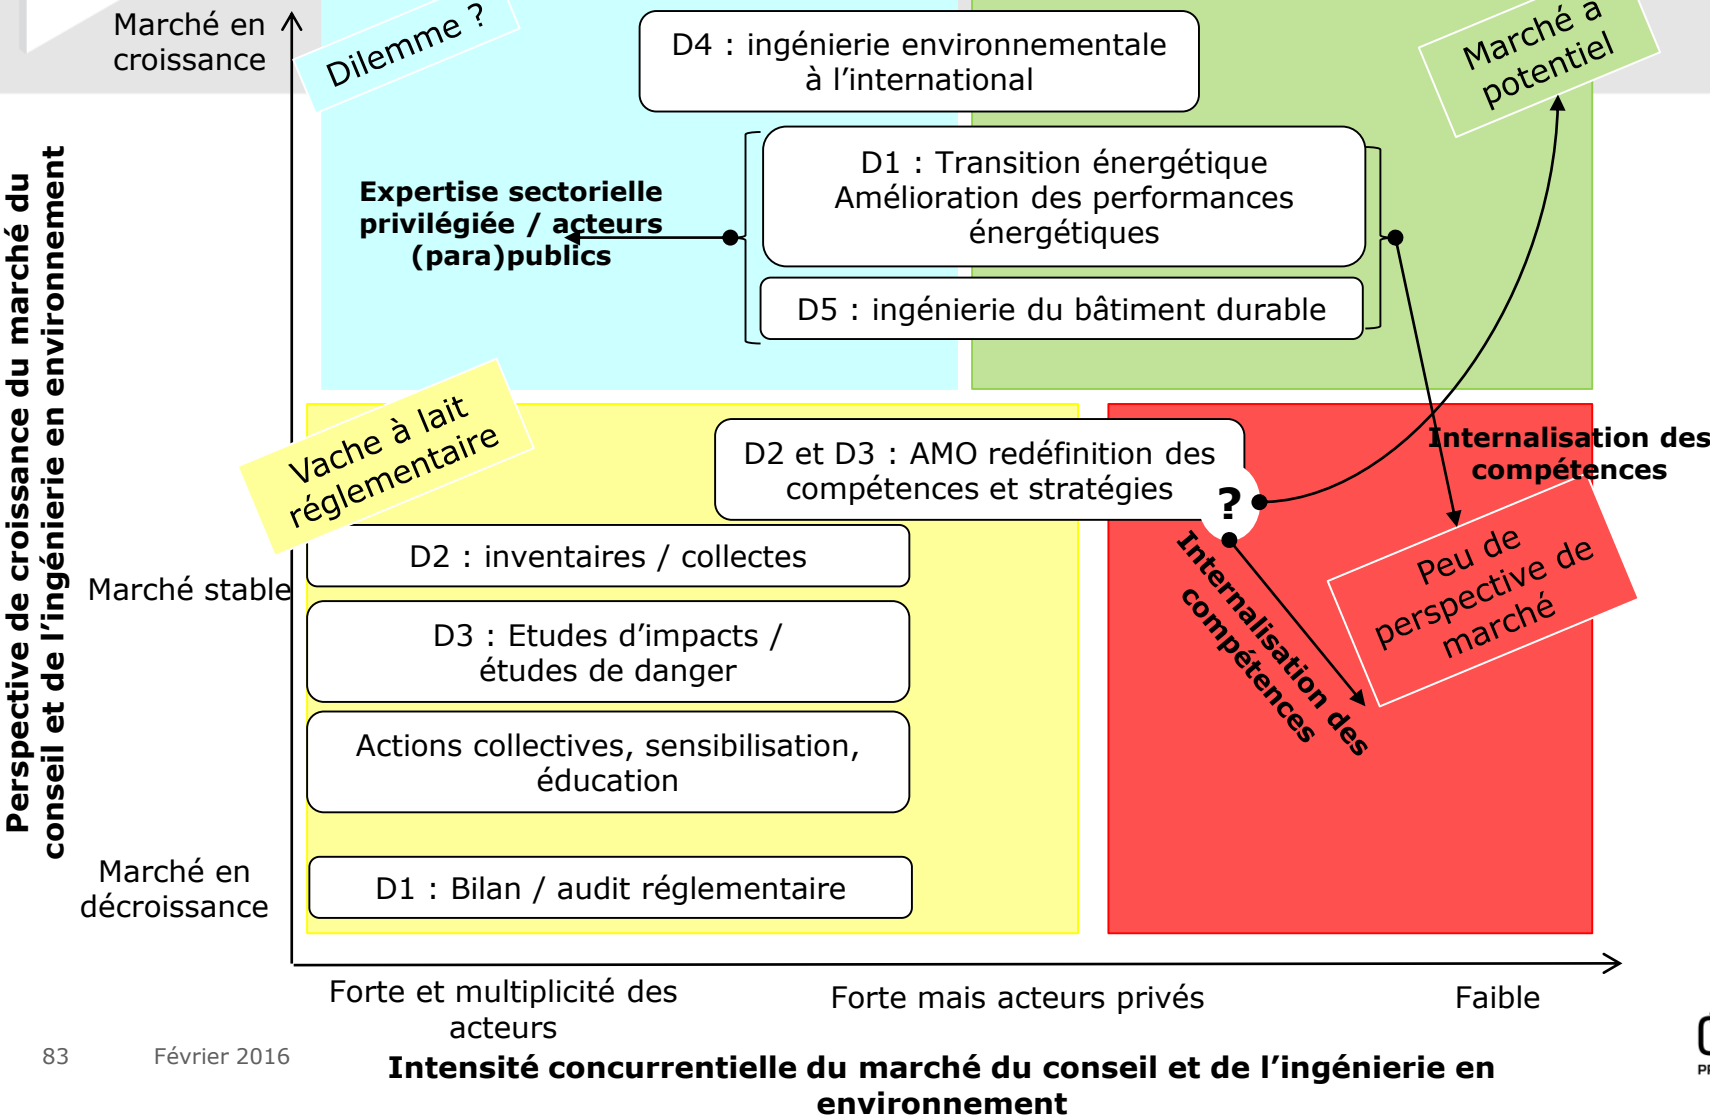 Marché en
croissance
Dilemme ?
D4 : ingénierie environnementale
à l’international
Marché à
potentiel
Perspective de croissance du marché du
conseil et de l’ingénierie en environnement
Expertise sectorielle
privilégiée / acteurs
(para)publics
D1 : Transition énergétique
Amélioration des performances
énergétiques
D5 : ingénierie du bâtiment durable
Vache à lait
réglementaire
D2 et D3 : AMO redéfinition des
compétences et stratégies
?
Internalisation des
compétences
D2 : inventaires / collectes
Marché stable
Internalisation des
compétences
Peu de
perspective de
marché
D3 : Etudes d’impacts /
études de danger
Actions collectives, sensibilisation,
éducation
Marché en
décroissance
D1 : Bilan / audit réglementaire
Forte et multiplicité des
acteurs
Forte mais acteurs privés
Faible
83
Février 2016
Intensité concurrentielle du marché du conseil et de l’ingénierie en
environnement